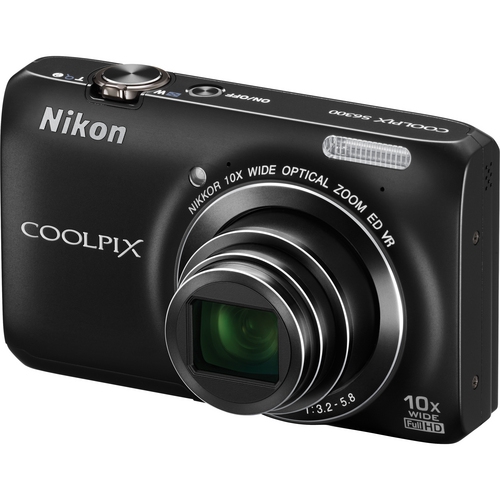 T W
ON/OFF
COOLPIX S6300
Nikon
NIKKOR 10X WIDE OPTICAL ZOOM ED VR
COOLPIX
1:3.2-5.8
10x
WIDE
Full HD